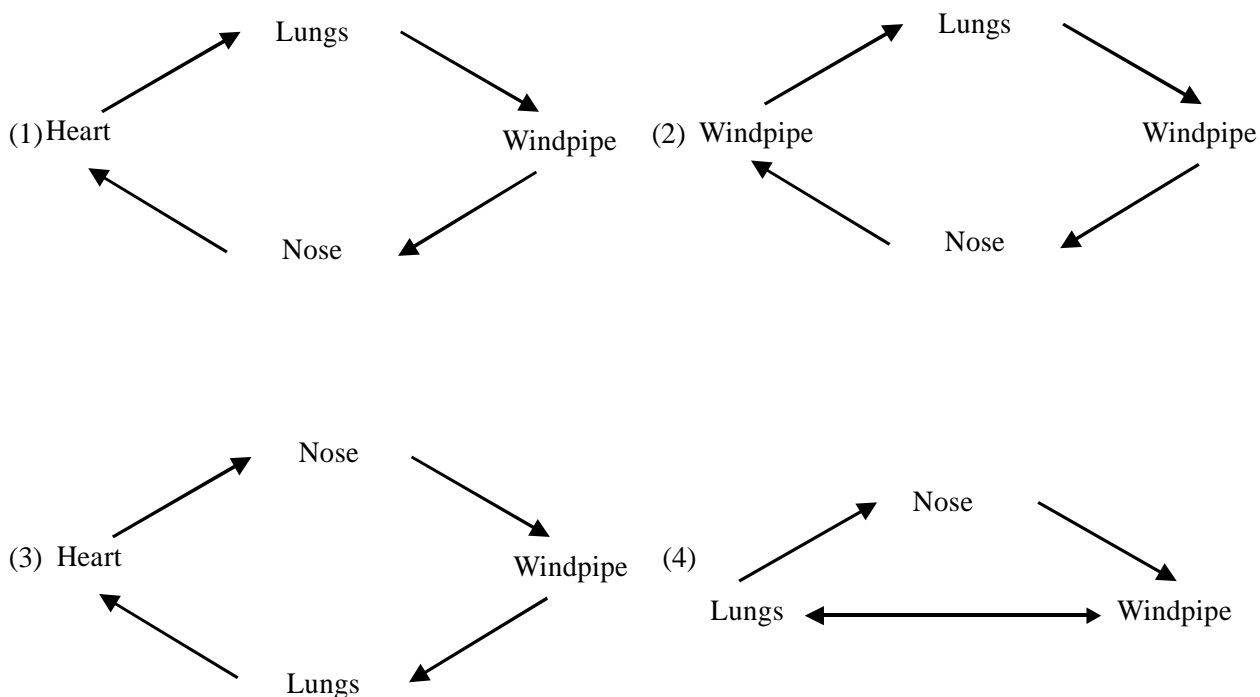 Lungs
(1) Heart
Windpipe
Nose
Lungs
(2) Windpipe
Windpipe
Nose
Nose
(3) Heart
Windpipe
Lungs
(4)
Nose
Lungs
Windpipe